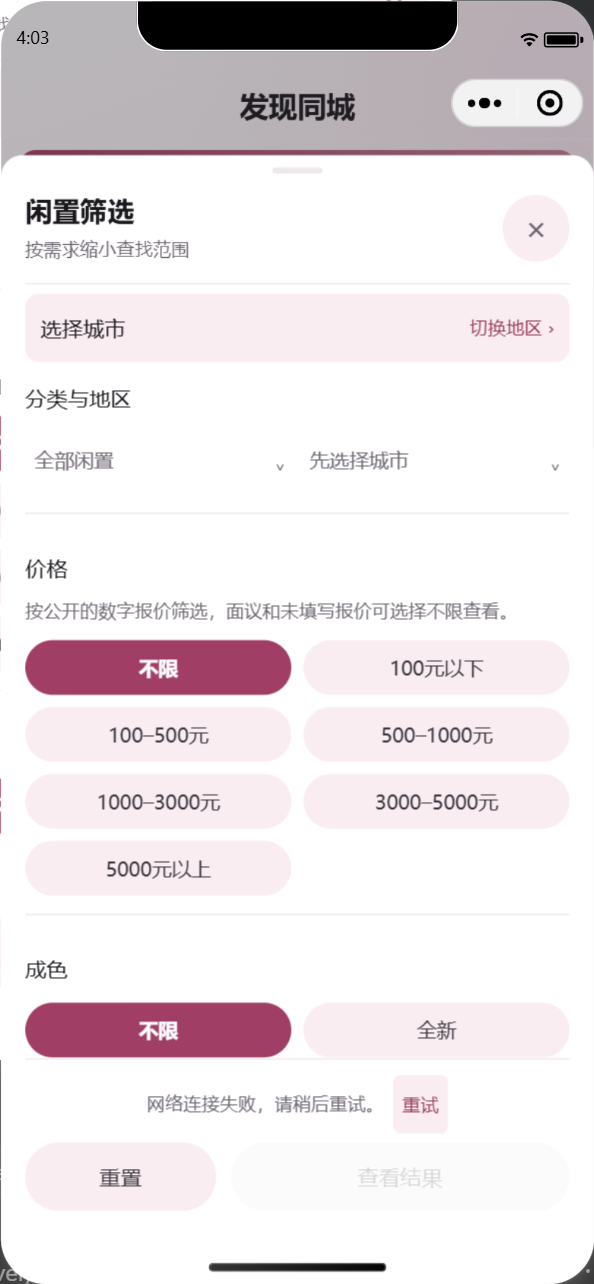 4:03
发现同城
闲置筛选
按需求缩小查找范围
选择城市 切换地区 ›
分类与地区
全部闲置 先选择城市
价格
按公开的数字报价筛选，面议和未填写报价可选择不限查看。
不限 100元以下
100–500元 500–1000元
1000–3000元 3000–5000元
5000元以上
成色
不限 全新
网络连接失败，请稍后重试。 重试
重置 查看结果